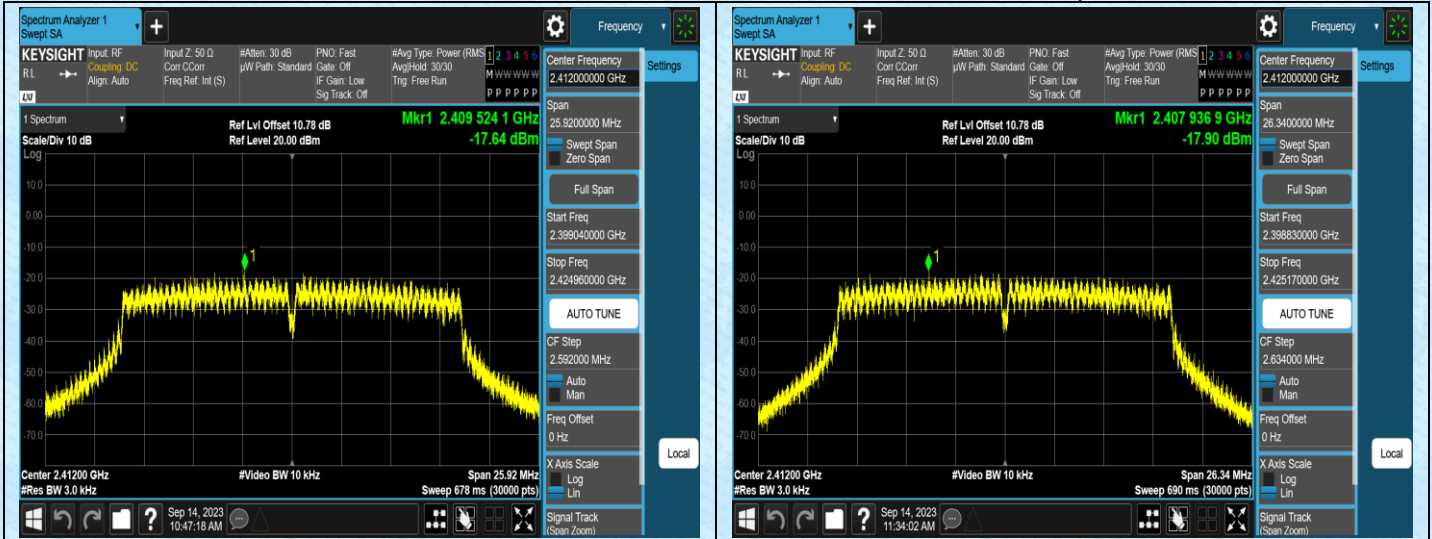 Spectrum Analyzer 1
Swept SA
+
Frequency
KEYSIGHT
RL
LXI
Input: RF
Coupling: DC
Align: Auto
Input Z: 50 Ω
Corr CCorr
Freq Ref: Int (S)
#Atten: 30 dB
µW Path: Standard
PNO: Fast
Gate: Off
IF Gain: Low
Sig Track: Off
#Avg Type: Power (RMS
Avg|Hold: 30/30
Trig: Free Run
1 2 3 4 5 6
M W W W W W
P P P P P P
Center Frequency
2.412000000 GHz
Settings
1 Spectrum
Scale/Div 10 dB
Ref Lvl Offset 10.78 dB
Ref Level 20.00 dBm
Mkr1 2.409 524 1 GHz
-17.64 dBm
Log
10.0
0.00
-10.0
-20.0
-30.0
-40.0
-50.0
-60.0
-70.0
1
Span
25.9200000 MHz
Swept Span
Zero Span
Full Span
Start Freq
2.399040000 GHz
Stop Freq
2.424960000 GHz
AUTO TUNE
CF Step
2.592000 MHz
Auto
Man
Freq Offset
0 Hz
X Axis Scale
Log
Lin
Signal Track
(Span Zoom)
Local
Center 2.41200 GHz
#Res BW 3.0 kHz
#Video BW 10 kHz
Span 25.92 MHz
Sweep 678 ms (30000 pts)
?
Sep 14, 2023
10:47:18 AM
Spectrum Analyzer 1
Swept SA
+
Frequency
KEYSIGHT
RL
LXI
Input: RF
Coupling: DC
Align: Auto
Input Z: 50 Ω
Corr CCorr
Freq Ref: Int (S)
#Atten: 30 dB
µW Path: Standard
PNO: Fast
Gate: Off
IF Gain: Low
Sig Track: Off
#Avg Type: Power (RMS
Avg|Hold: 30/30
Trig: Free Run
1 2 3 4 5 6
M W W W W W
P P P P P P
Center Frequency
2.412000000 GHz
Settings
1 Spectrum
Scale/Div 10 dB
Ref Lvl Offset 10.78 dB
Ref Level 20.00 dBm
Mkr1 2.407 936 9 GHz
-17.90 dBm
Log
10.0
0.00
-10.0
-20.0
-30.0
-40.0
-50.0
-60.0
-70.0
1
Span
26.3400000 MHz
Swept Span
Zero Span
Full Span
Start Freq
2.398830000 GHz
Stop Freq
2.425170000 GHz
AUTO TUNE
CF Step
2.634000 MHz
Auto
Man
Freq Offset
0 Hz
X Axis Scale
Log
Lin
Signal Track
(Span Zoom)
Local
Center 2.41200 GHz
#Res BW 3.0 kHz
#Video BW 10 kHz
Span 26.34 MHz
Sweep 690 ms (30000 pts)
?
Sep 14, 2023
11:34:02 AM